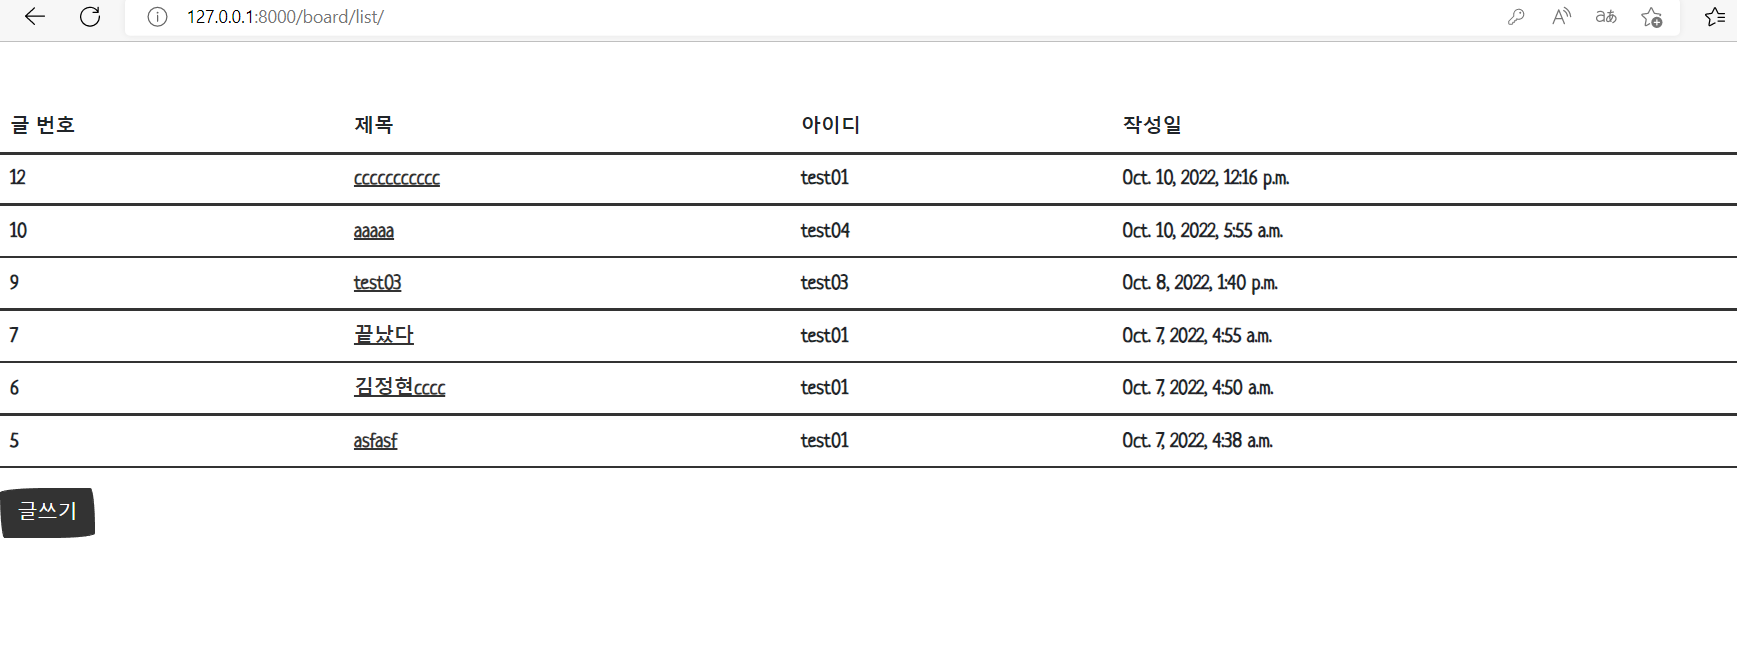 127.0.0.1:8000/board/list/
글 번호 제목 아이디 작성일
12 ccccccccccc test01 Oct. 10, 2022, 12:16 p.m.
10 aaaaa test04 Oct. 10, 2022, 5:55 a.m.
9 test03 test03 Oct. 8, 2022, 1:40 p.m.
7 끝났다 test01 Oct. 7, 2022, 4:55 a.m.
6 김정현cccc test01 Oct. 7, 2022, 4:50 a.m.
5 asfasf test01 Oct. 7, 2022, 4:38 a.m.
글쓰기